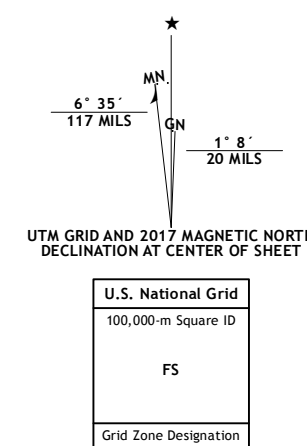 MN
GN
6° 35´
117 MILS
1° 8´
20 MILS
UTM GRID AND 2017 MAGNETIC NORT
DECLINATION AT CENTER OF SHEET
U.S. National Grid
100,000-m Square ID
FS
Grid Zone Designation